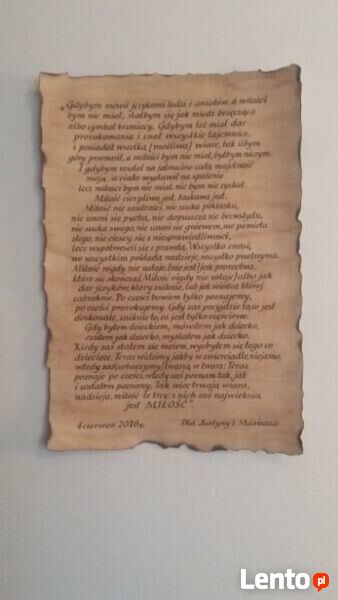 „Gdybym mówił językami ludzi i aniołów, a miłości
bym nie miał, stałbym się jak miedź brzęcząca
albo cymbał brzmiący. Gdybym też miał dar
prorokowania i znał wszystkie tajemnice,
i posiadał wszelką [możliwą] wiarę, tak iżbym
góry przenosił, a miłości bym nie miał, byłbym niczym.
I gdybym rozdał na jałmużnę całą majętność
moją, a ciało wystawił na spalenie
lecz miłości bym nie miał, nic bym nie zyskał.
Miłość cierpliwa jest, łaskawa jest.
Miłość nie zazdrości, nie szuka poklasku,
nie unosi się pychą, nie dopuszcza się bezwstydu,
nie szuka swego, nie unosi się gniewem, nie pamięta
złego, nie cieszy się z niesprawiedliwości,
lecz współweseli się z prawdą. Wszystko znosi,
we wszystkim pokłada nadzieję, wszystko przetrzyma.
Miłość nigdy nie ustaje, [nie jest] jak proroctwa,
które się skończą. Miłość nigdy nie ustaje [albo] jak
dar języków, który zniknie, lub jak wiedza, której
zabraknie. Po części bowiem tylko poznajemy,
po części prorokujemy. Gdy zaś przyjdzie to, co jest
doskonałe, zniknie to, co jest tylko częściowe.
Gdy byłem dzieckiem, mówiłem jak dziecko,
czułem jak dziecko, myślałem jak dziecko.
Kiedy zaś stałem się mężem, wyzbyłem się tego co
dziecięce. Teraz widzimy jakby w zwierciadle, niejasno,
wtedy zaś [zobaczymy] twarzą w twarz. Teraz
poznaję po części, wtedy zaś poznam tak, jak
i zostałem poznany. Tak więc trwają wiara,
nadzieja, miłość- te trzy: z nich zaś największa
jest „MIŁOŚĆ”.
4 czerwca 2016r. Dla Justyny i Mariusza
Lento.pl